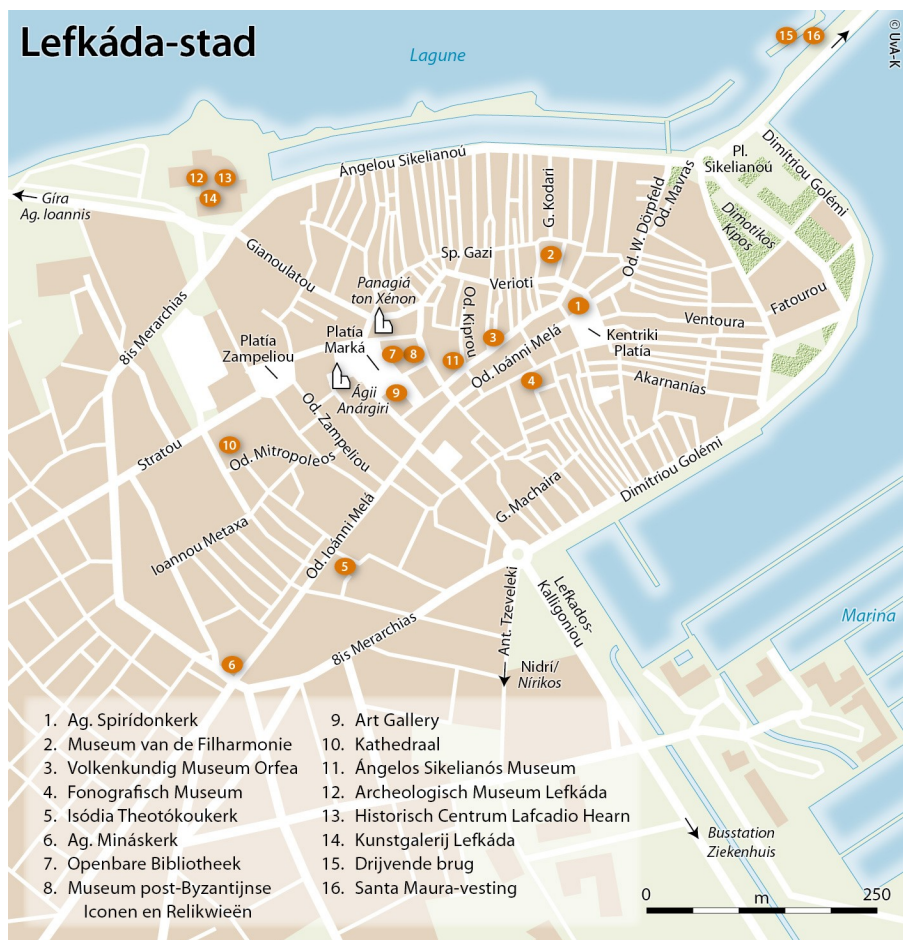 Lefkáda-stad
Lagune
15
16
© UvA-K
Dimitriou Golémi
Pl.
Sikelianoú
Ángelou Sikelianoú
12
13
14
Gíra
Ag. Ioannis
G. Kodari
Od. W. Dörpfeld
Od. Mavras
Dimotikos
Kipos
Gianoulatou
Sp. Gazi
2
Verioti
Panagiá
ton Xénon
Od. Kiprou
1
Fatourou
8is Merarchias
Platía
Zampeliou
Platía
Marká
3
Ventoura
Kentriki
Platía
7
8
11
Od. Ioánni Melá
Ágii
Anárgiri
9
4
Akarnanías
Od. Zampeliou
10
Od. Mitropoleos
Stratou
Dimitriou Golémi
G. Machaira
Ioannou Metaxa
Od. Ioánni Melá
5
Lefkados-
Kalligoniou
Ant. Tzeveleki
Marina
8is Merarchias
6
Nidrí/
Nírikos
1. Ag. Spirídonkerk
2. Museum van de Filharmonie
3. Volkenkundig Museum Orfea
4. Fonografisch Museum
5. Isódia Theotókoukerk
6. Ag. Mináskerk
7. Openbare Bibliotheek
8. Museum post-Byzantijnse
Iconen en Relikwieën
9. Art Gallery
10. Kathedraal
11. Ángelos Sikelianós Museum
12. Archeologisch Museum Lefkáda
13. Historisch Centrum Lafcadio Hearn
14. Kunstgalerij Lefkáda
15. Drijvende brug
16. Santa Maura-vesting
Busstation
Ziekenhuis
0 m 250